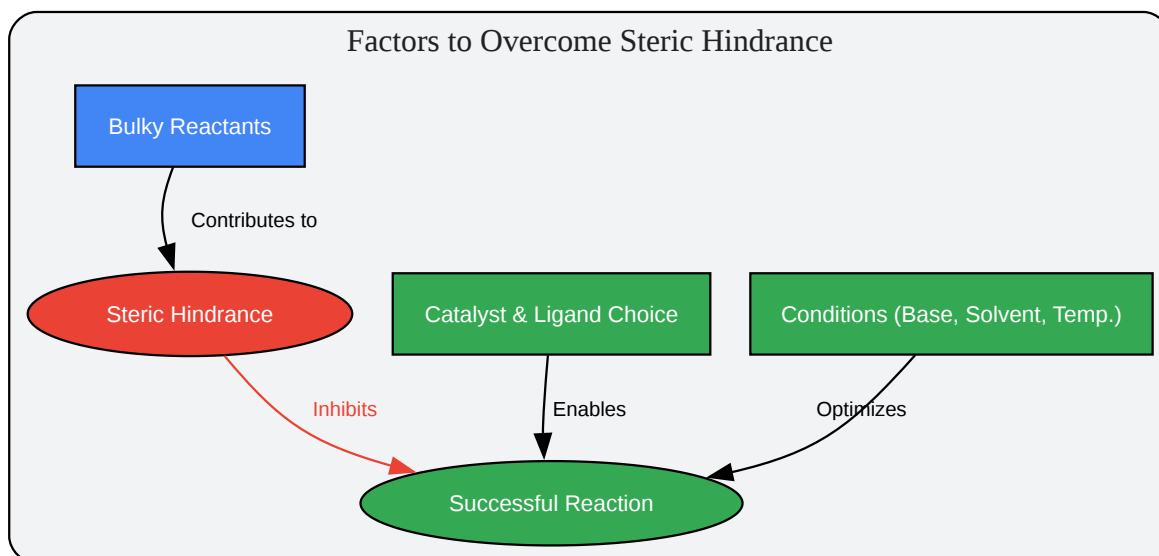 Factors to Overcome Steric Hindrance
Bulky Reactants
Contributes to
Steric Hindrance
Catalyst & Ligand Choice
Conditions (Base, Solvent, Temp.)
Inhibits
Enables
Optimizes
Successful Reaction